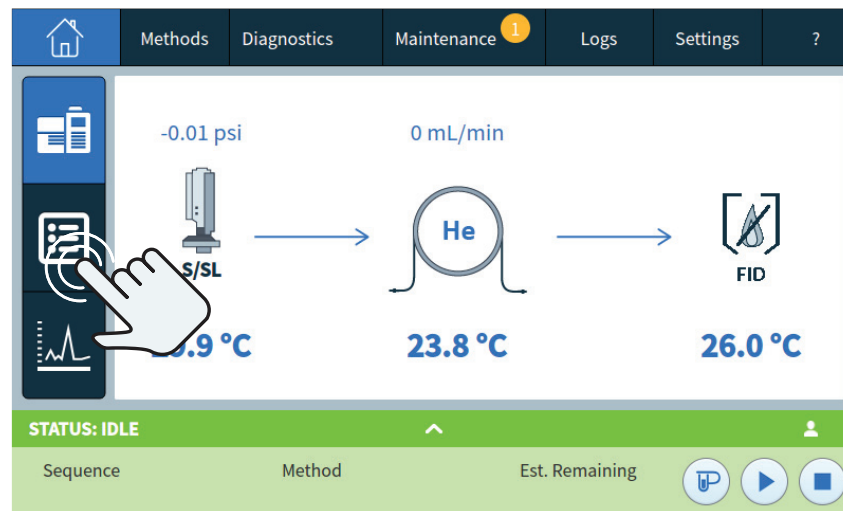 Methods Diagnostics Maintenance 1 Logs Settings ?
-0.01 psi 0 mL/min
He
S/SL FID
23.8 °C 26.0 °C
STATUS: IDLE
Sequence Method Est. Remaining